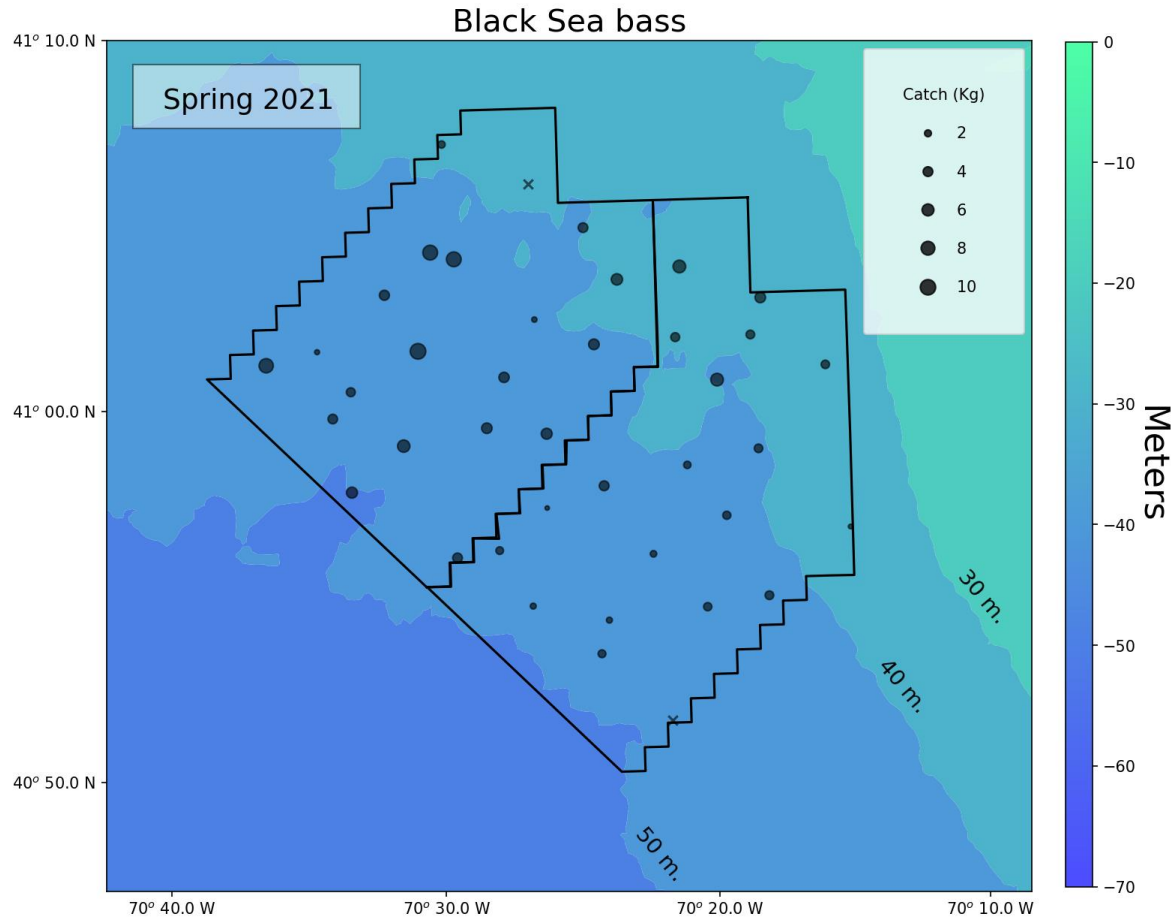 Black Sea bass
Spring 2021
Catch (Kg)
2
4
6
8
10
41° 10.0 N
41° 00.0 N
40° 50.0 N
70° 40.0 W
70° 30.0 W
70° 20.0 W
70° 10.0 W
30 m.
40 m.
50 m.
0
−10
−20
−30
−40
−50
−60
−70
Meters